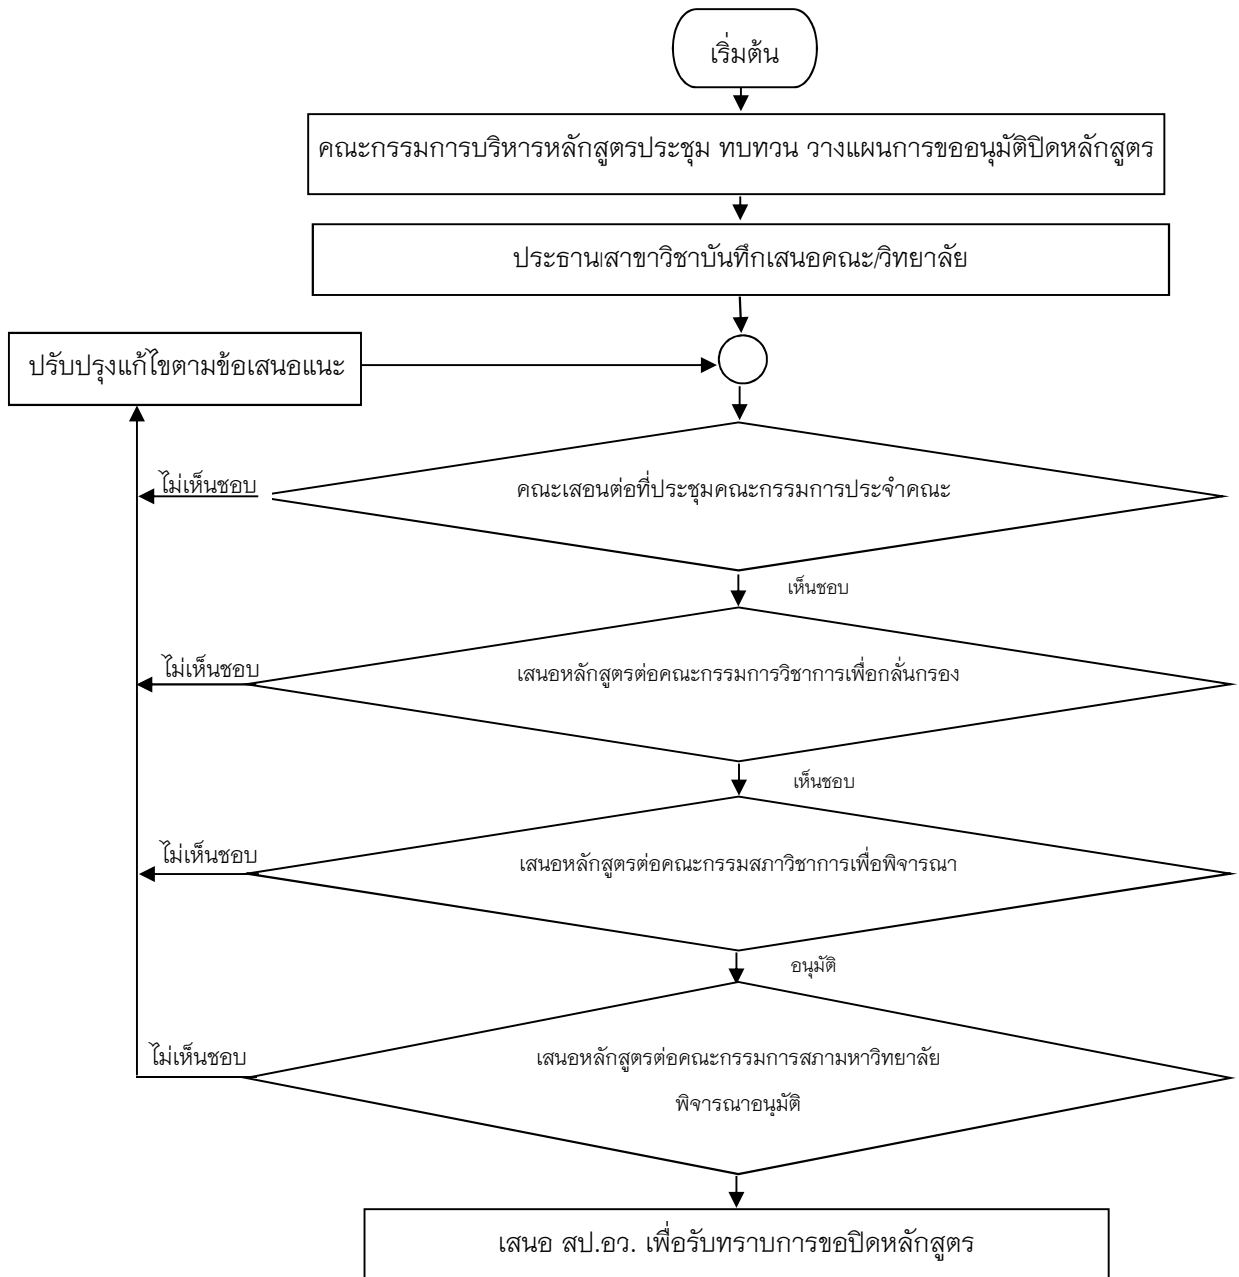 เริ่มต้น
คณะกรรมการบริหารหลักสูตรประชุม ทบทวน วางแผนการขออนุมัติปิดหลักสูตร
ประธานสาขาวิชาบันทึกเสนอคณะ/วิทยาลัย
ปรับปรุงแก้ไขตามข้อเสนอแนะ
ไม่เห็นชอบ
คณะเสอนต่อที่ประชุมคณะกรรมการประจำคณะ
เห็นชอบ
ไม่เห็นชอบ
เสนอหลักสูตรต่อคณะกรรมการวิชาการเพื่อกลั่นกรอง
เห็นชอบ
ไม่เห็นชอบ
เสนอหลักสูตรต่อคณะกรรมสภาวิชาการเพื่อพิจารณา
อนุมัติ
ไม่เห็นชอบ
เสนอหลักสูตรต่อคณะกรรมการสภามหาวิทยาลัย
พิจารณาอนุมัติ
เสนอ สป.อว. เพื่อรับทราบการขอปิดหลักสูตร